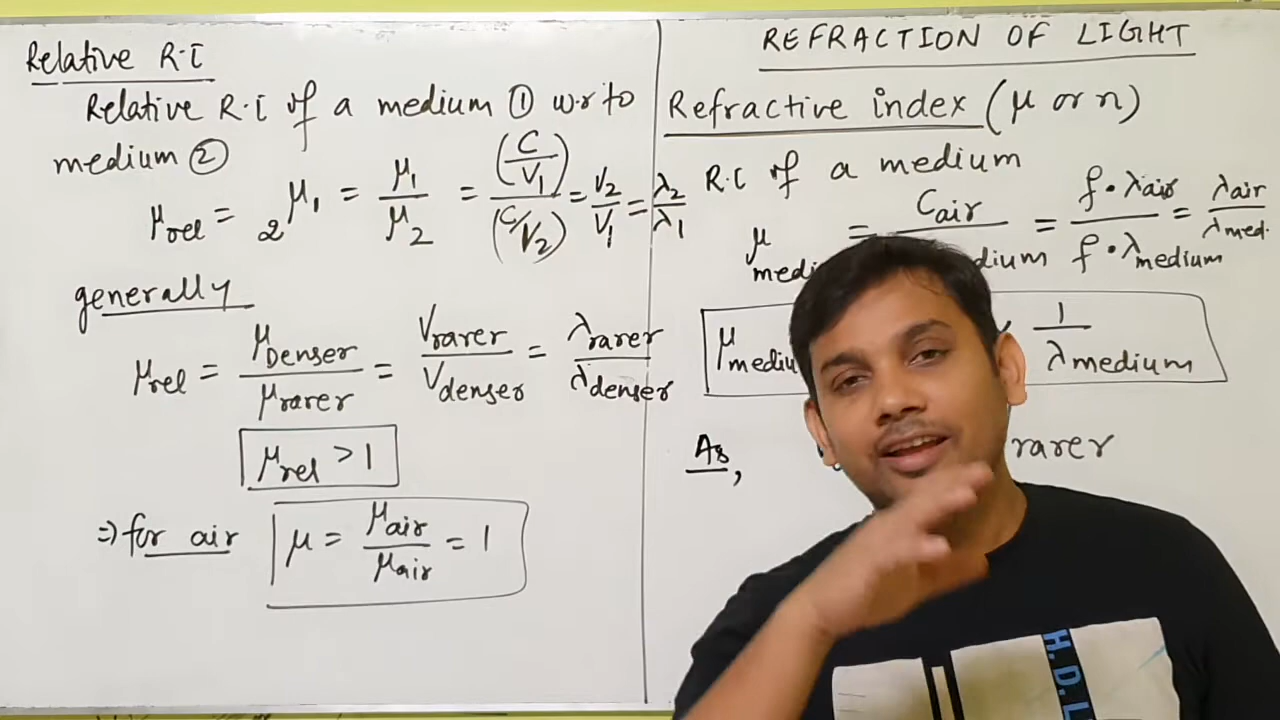 Relative R.I
Relative R.I of a medium ① w.r.to
medium ②
μrel = ₂μ₁ = μ₁/μ₂ = (C/V₁)/(C/V₂) = V₂/V₁ = λ₂/λ₁
generally
μrel = μDenser/μrarer = Vrarer/Vdenser = λrarer/λdenser
μrel > 1
⇒ for air μ = μair/μair = 1
REFRACTION OF LIGHT
Refractive index (μ or n)
R.I of a medium
μ = Cair = f·λair/f·λmedium = λair/λmed.
μ 1/λmedium
As, rarer
H.D.L